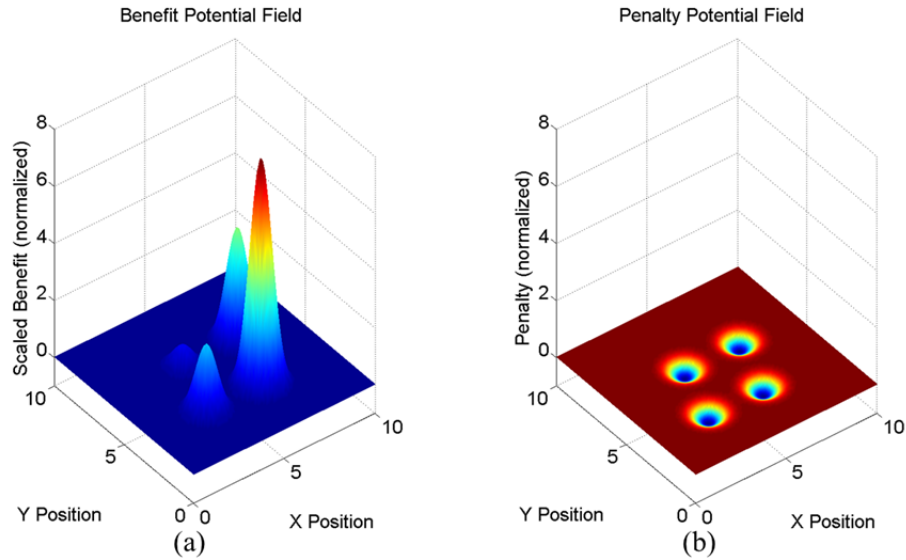 Benefit Potential Field
8
6
4
2
0
10
5
0
0
5
10
Scaled Benefit (normalized)
Y Position
X Position
(a)
Penalty Potential Field
8
6
4
2
0
10
5
0
0
5
10
Penalty (normalized)
Y Position
X Position
(b)